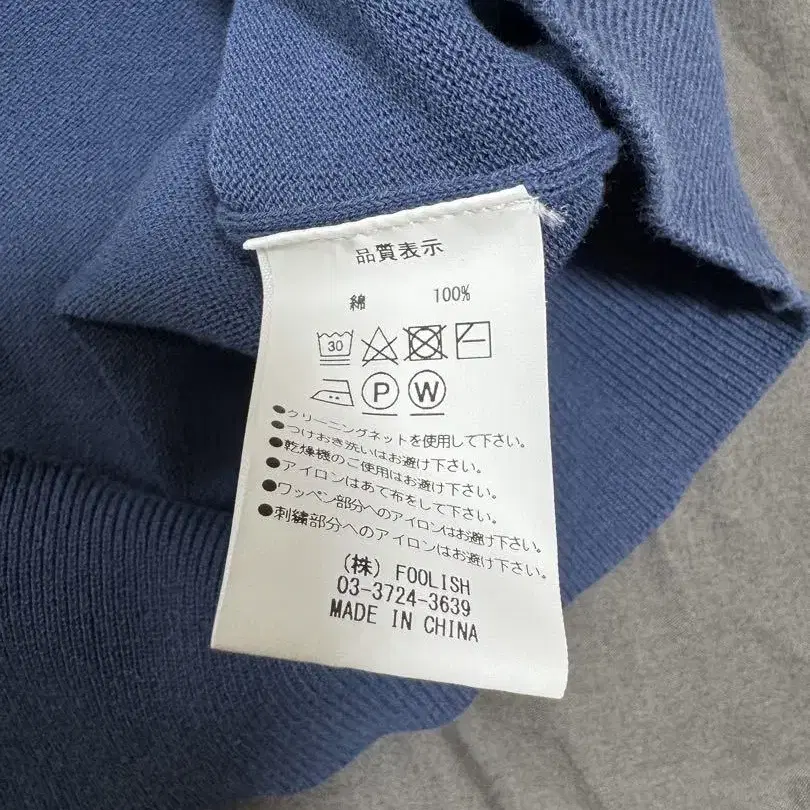 品質表示
綿 100%
30
P W
●クリーニングネットを使用して下さい。
●つけおき洗いはお避け下さい。
●乾燥機のご使用はお避け下さい。
●アイロンはあて布をして下さい。
●ワッペン部分へのアイロンはお避け下さい。
●刺繍部分へのアイロンはお避け下さい。
(株) FOOLISH
03-3724-3639
MADE IN CHINA